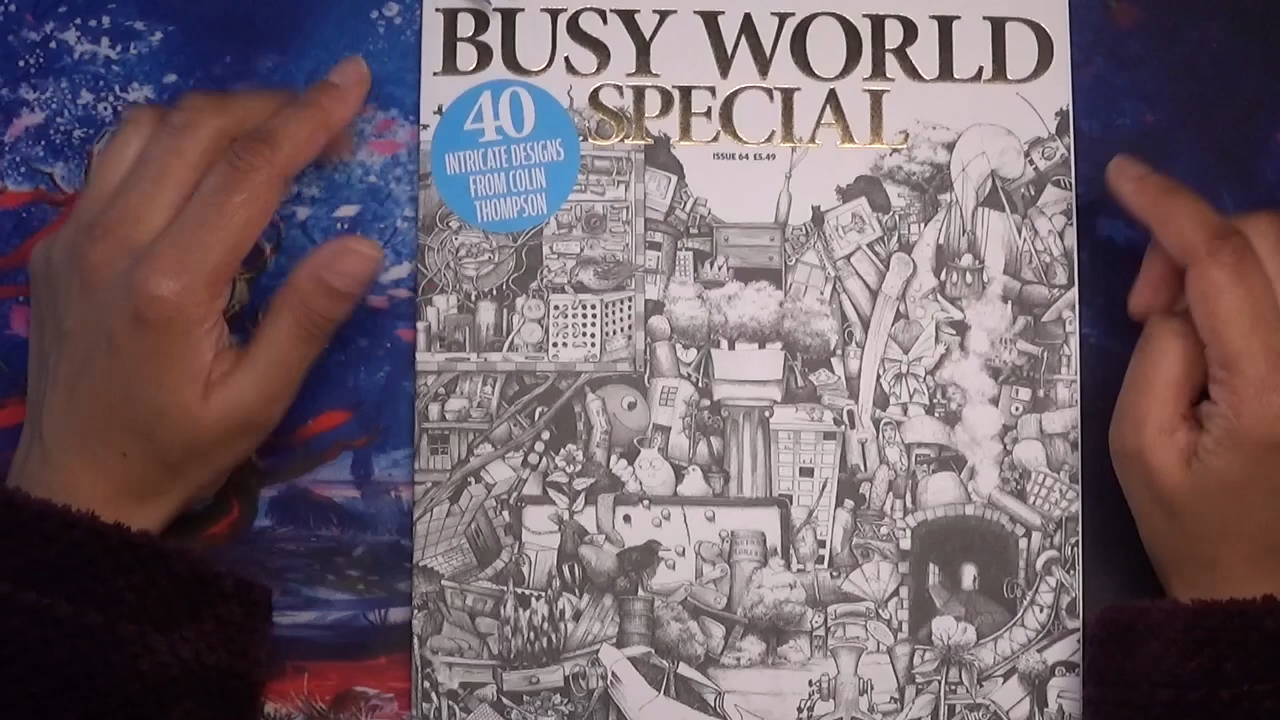 BUSY WORLD
SPECIAL
ISSUE 64 £5.49
40
INTRICATE DESIGNS
FROM COLIN
THOMPSON